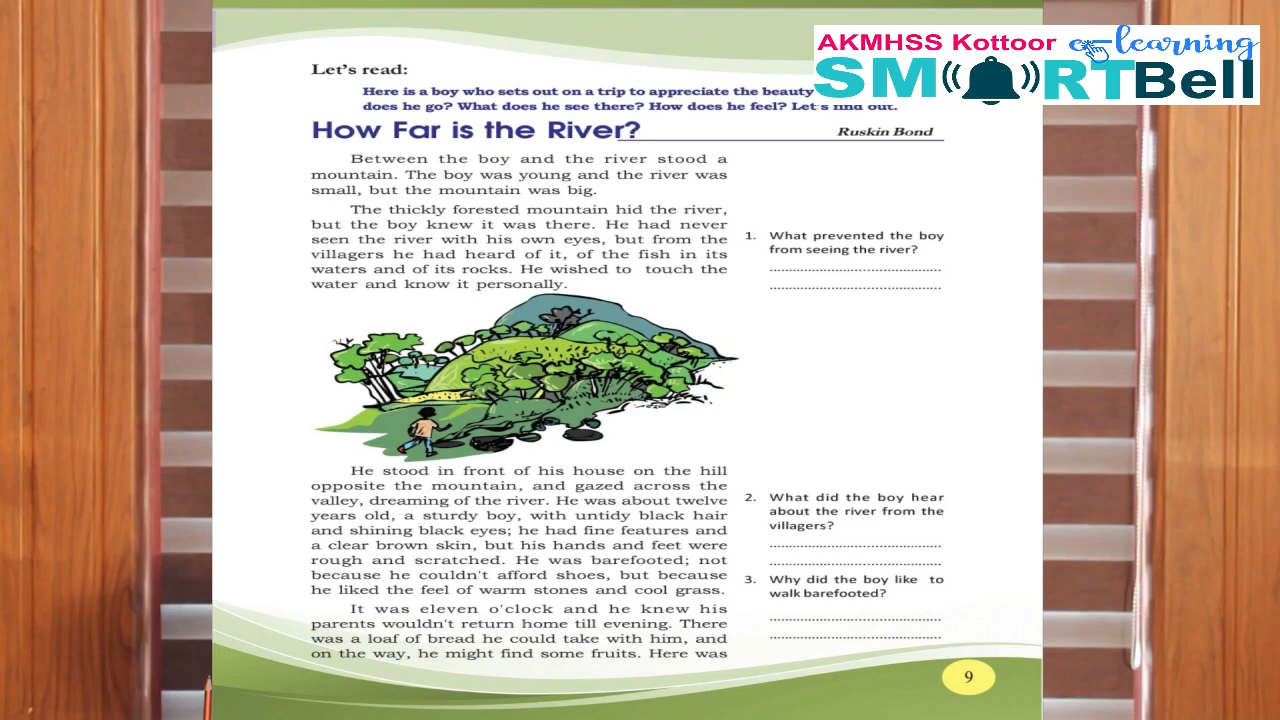 AKMHSS Kottoor e-learning
SMARTBell
Let's read:
Here is a boy who sets out on a trip to appreciate the beauty
does he go? What does he see there? How does he feel? Let's find out.
How Far is the River?
Ruskin Bond
Between the boy and the river stood a
mountain. The boy was young and the river was
small, but the mountain was big.
The thickly forested mountain hid the river,
but the boy knew it was there. He had never
seen the river with his own eyes, but from the
villagers he had heard of it, of the fish in its
waters and of its rocks. He wished to touch the
water and know it personally.
1. What prevented the boy
from seeing the river?
He stood in front of his house on the hill
opposite the mountain, and gazed across the
valley, dreaming of the river. He was about twelve
years old, a sturdy boy, with untidy black hair
and shining black eyes; he had fine features and
a clear brown skin, but his hands and feet were
rough and scratched. He was barefooted; not
because he couldn't afford shoes, but because
he liked the feel of warm stones and cool grass.
It was eleven o'clock and he knew his
parents wouldn't return home till evening. There
was a loaf of bread he could take with him, and
on the way, he might find some fruits. Here was
2. What did the boy hear
about the river from the
villagers?
3. Why did the boy like to
walk barefooted?
9